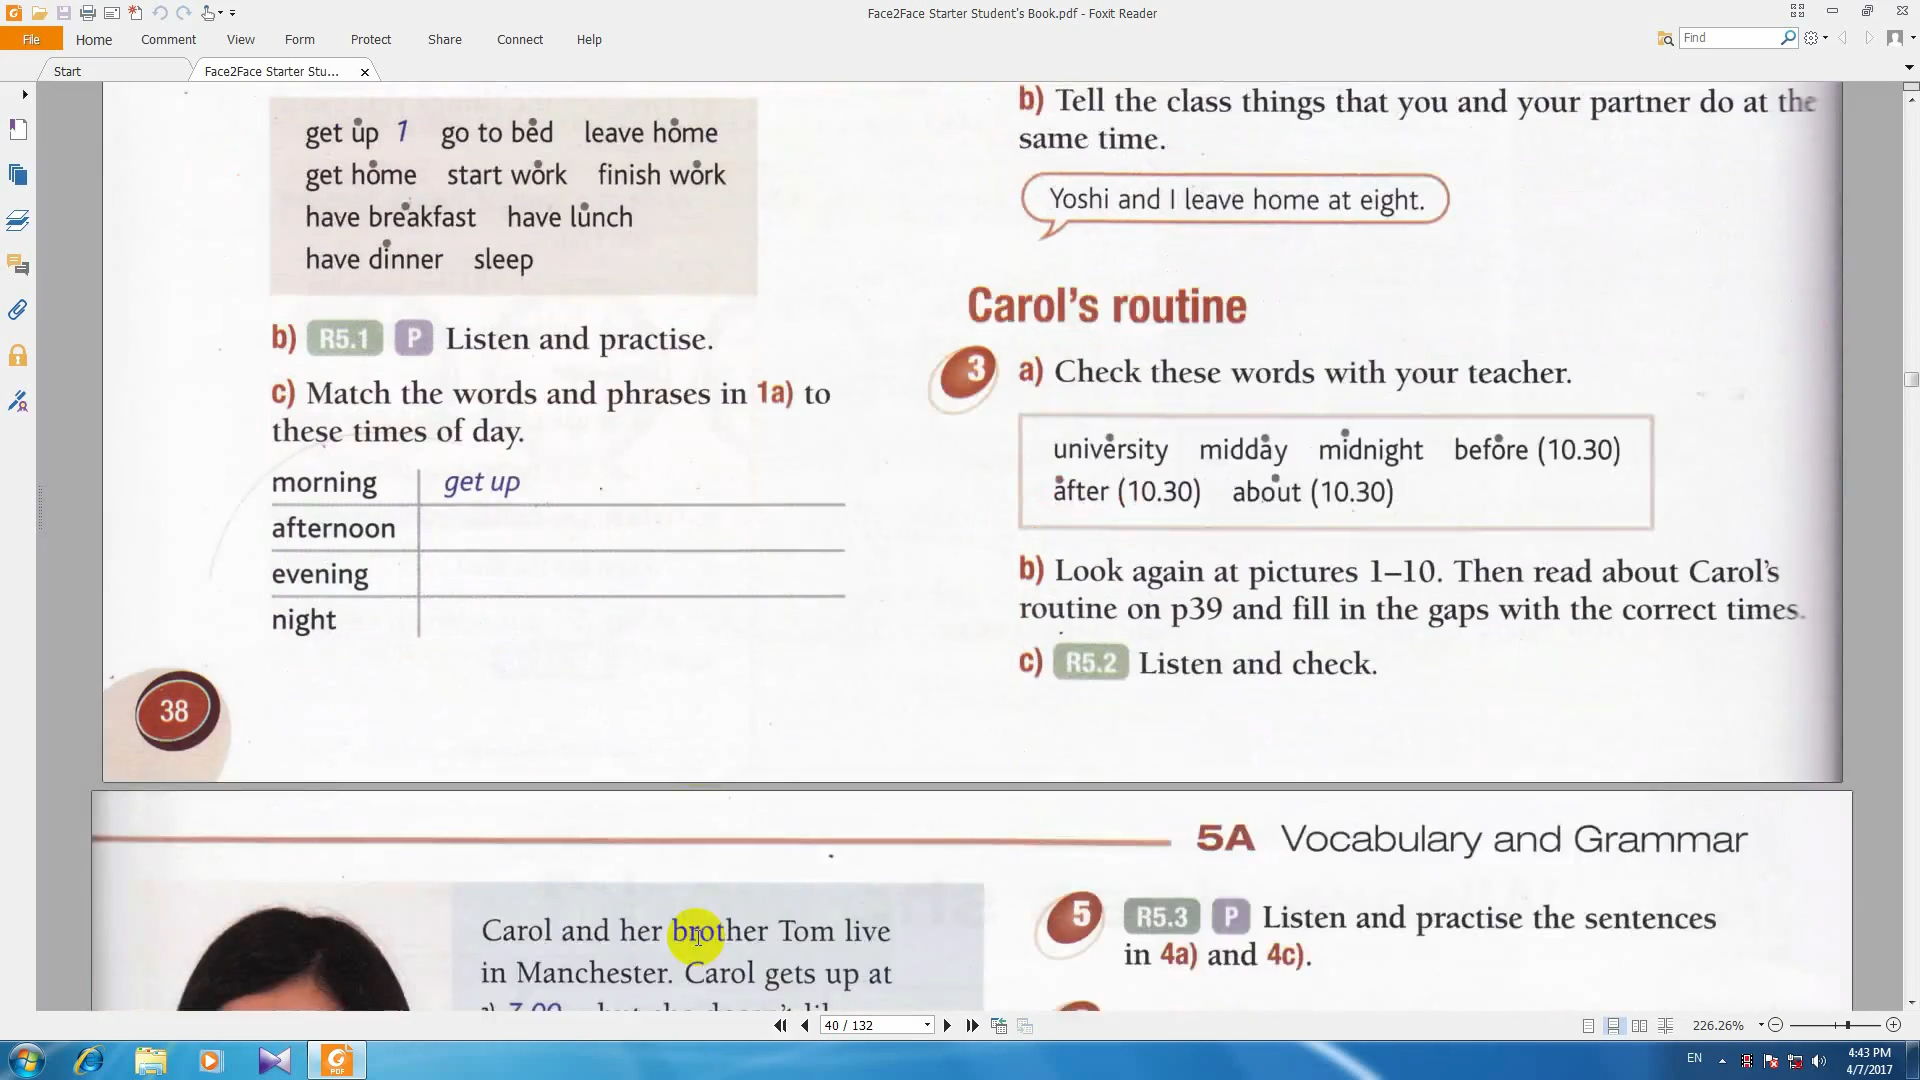 Face2Face Starter Student's Book.pdf - Foxit Reader
File Home Comment View Form Protect Share Connect Help
Find
Start
Face2Face Starter Stu...
get up 1 go to bed leave home
get home start work finish work
have breakfast have lunch
have dinner sleep
b) R5.1 P Listen and practise.
c) Match the words and phrases in 1a) to
these times of day.
morning get up
afternoon
evening
night
38
b) Tell the class things that you and your partner do at the
same time.
Yoshi and I leave home at eight.
Carol's routine
3 a) Check these words with your teacher.
university midday midnight before (10.30)
after (10.30) about (10.30)
b) Look again at pictures 1–10. Then read about Carol's
routine on p39 and fill in the gaps with the correct times.
c) R5.2 Listen and check.
5A Vocabulary and Grammar
Carol and her brother Tom live
in Manchester. Carol gets up at
5 R5.3 P Listen and practise the sentences
in 4a) and 4c).
40 / 132
226.26%
EN
4:43 PM
4/7/2017